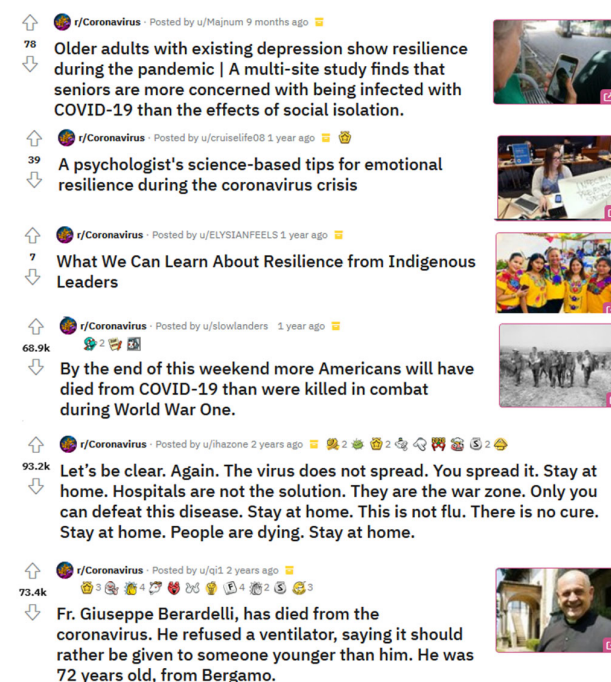 r/Coronavirus · Posted by u/Majnum 9 months ago
78
Older adults with existing depression show resilience
during the pandemic | A multi-site study finds that
seniors are more concerned with being infected with
COVID-19 than the effects of social isolation.
r/Coronavirus · Posted by u/cruiselife08 1 year ago
39
A psychologist's science-based tips for emotional
resilience during the coronavirus crisis
r/Coronavirus · Posted by u/ELYSIANFEELS 1 year ago
7
What We Can Learn About Resilience from Indigenous
Leaders
r/Coronavirus · Posted by u/slowlanders 1 year ago
2
68.9k
By the end of this weekend more Americans will have
died from COVID-19 than were killed in combat
during World War One.
r/Coronavirus · Posted by u/ihazone 2 years ago 2 2 S 2
93.2k
Let's be clear. Again. The virus does not spread. You spread it. Stay at
home. Hospitals are not the solution. They are the war zone. Only you
can defeat this disease. Stay at home. This is not flu. There is no cure.
Stay at home. People are dying. Stay at home.
r/Coronavirus · Posted by u/qi1 2 years ago
3 4 F 4 2 S 3
73.4k
Fr. Giuseppe Berardelli, has died from the
coronavirus. He refused a ventilator, saying it should
rather be given to someone younger than him. He was
72 years old, from Bergamo.